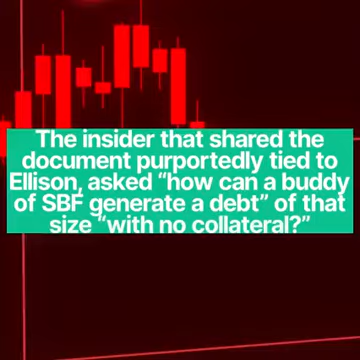 The insider that shared the
document purportedly tied to
Ellison, asked “how can a buddy
of SBF generate a debt” of that
size “with no collateral?”